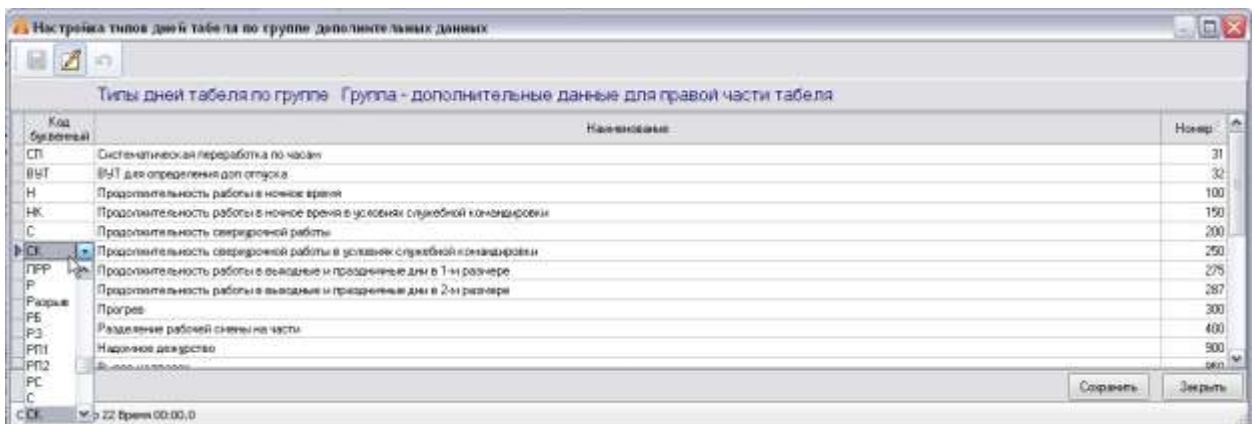 Настройка типов дней табеля по группе дополнительных данных
Типы дней табеля по группе Группа - дополнительные данные для правой части табеля
Код буквенный Наименование Номер
СП Систематическая переработка по часам 31
ВУТ ВУТ для определения доп отпуска 32
Н Продолжительность работы в ночное время 100
НК Продолжительность работы в ночное время в условиях служебной командировки 150
С Продолжительность сверхурочной работы 200
СК Продолжительность сверхурочной работы в условиях служебной командировки 250
ПРР Продолжительность работы в выходные и праздничные дни в 1-м размере 275
Р Продолжительность работы в выходные и праздничные дни в 2-м размере 287
Разрыв Прогрев 300
РБ
РЗ Разделение рабочей смены на части 400
РП1 Надомное дежурство 900
РП2
РС
Сохранить Закрыть
С
СК 22 Время 00:00,0